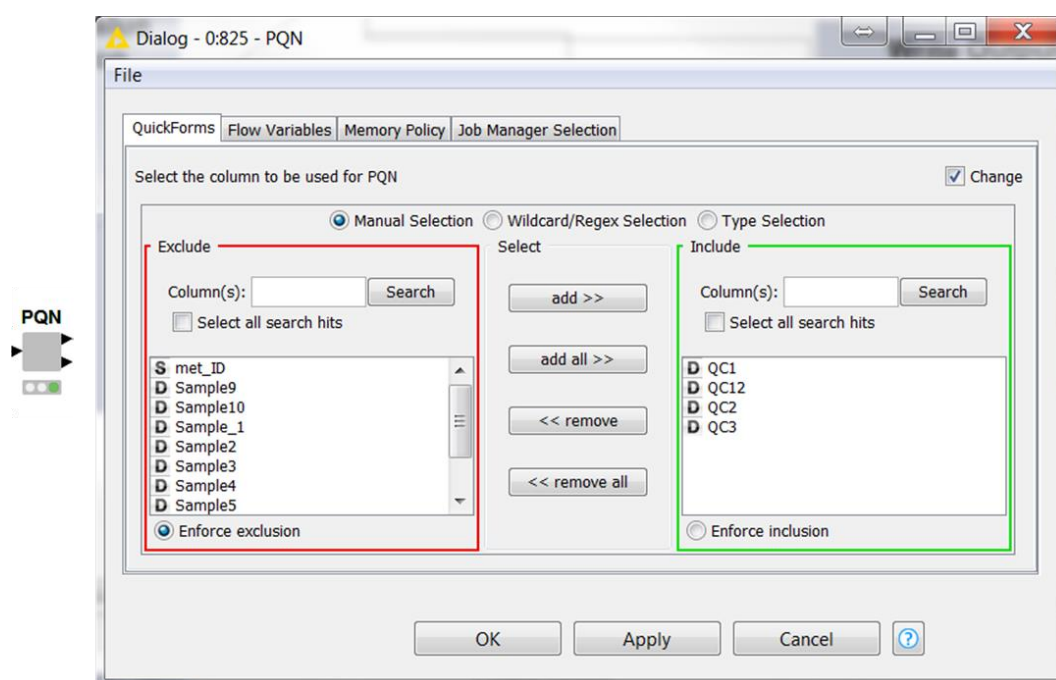 Dialog - 0:825 - PQN
File
QuickForms Flow Variables Memory Policy Job Manager Selection
Select the column to be used for PQN
Change
Manual Selection Wildcard/Regex Selection Type Selection
Exclude
Column(s): Search
Select all search hits
S met_ID
D Sample9
D Sample10
D Sample_1
D Sample2
D Sample3
D Sample4
D Sample5
Enforce exclusion
Select
add >>
add all >>
<< remove
<< remove all
Include
Column(s): Search
Select all search hits
D QC1
D QC12
D QC2
D QC3
Enforce inclusion
OK Apply Cancel ?
PQN